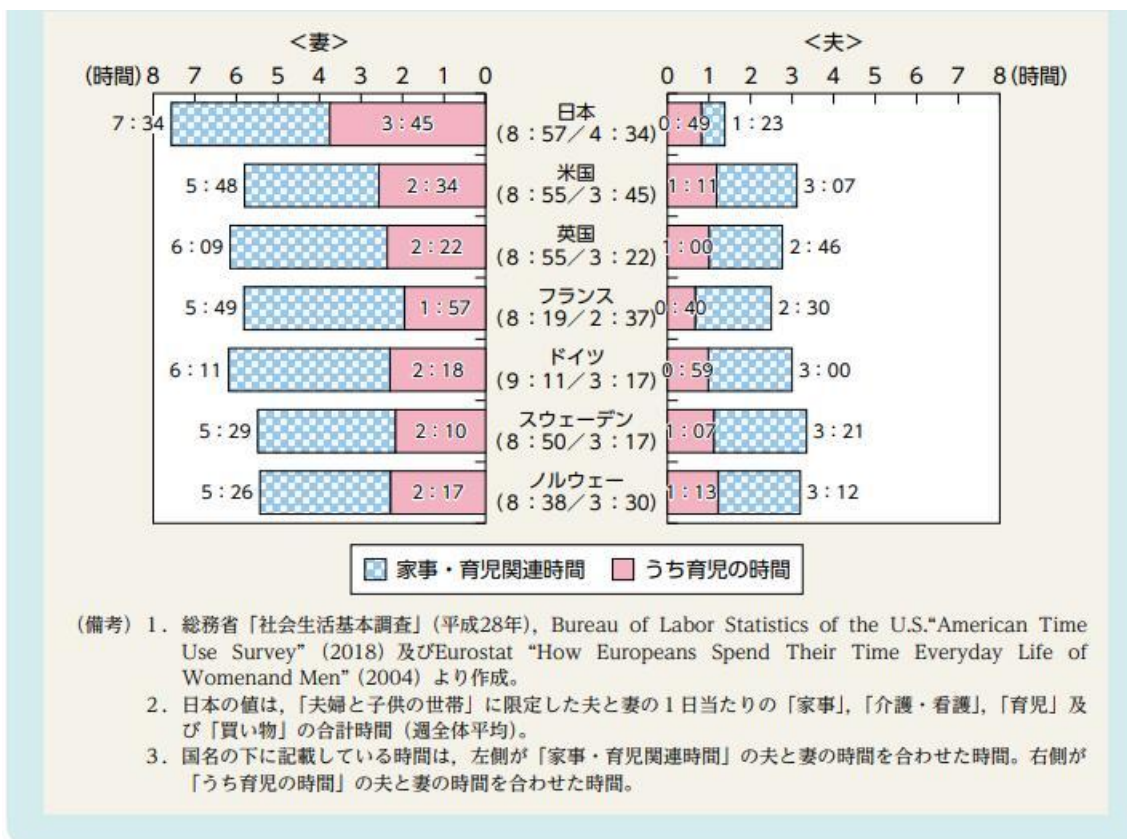 <妻>
<夫>
(時間) 8 7 6 5 4 3 2 1 0
0 1 2 3 4 5 6 7 8 (時間)
7:34 3:45
日本
(8:57/4:34)
0:49 1:23
5:48 2:34
米国
(8:55/3:45)
1:11 3:07
6:09 2:22
英国
(8:55/3:22)
1:00 2:46
5:49 1:57
フランス
(8:19/2:37)
0:40 2:30
6:11 2:18
ドイツ
(9:11/3:17)
0:59 3:00
5:29 2:10
スウェーデン
(8:50/3:17)
1:07 3:21
5:26 2:17
ノルウェー
(8:38/3:30)
1:13 3:12
家事・育児関連時間 うち育児の時間
(備考) 1. 総務省「社会生活基本調査」(平成28年), Bureau of Labor Statistics of the U.S.“American Time
Use Survey” (2018) 及びEurostat “How Europeans Spend Their Time Everyday Life of
Womenand Men” (2004) より作成。
2. 日本の値は,「夫婦と子供の世帯」に限定した夫と妻の1日当たりの「家事」,「介護・看護」,「育児」及
び「買い物」の合計時間(週全体平均)。
3. 国名の下に記載している時間は,左側が「家事・育児関連時間」の夫と妻の時間を合わせた時間。右側が
「うち育児の時間」の夫と妻の時間を合わせた時間。